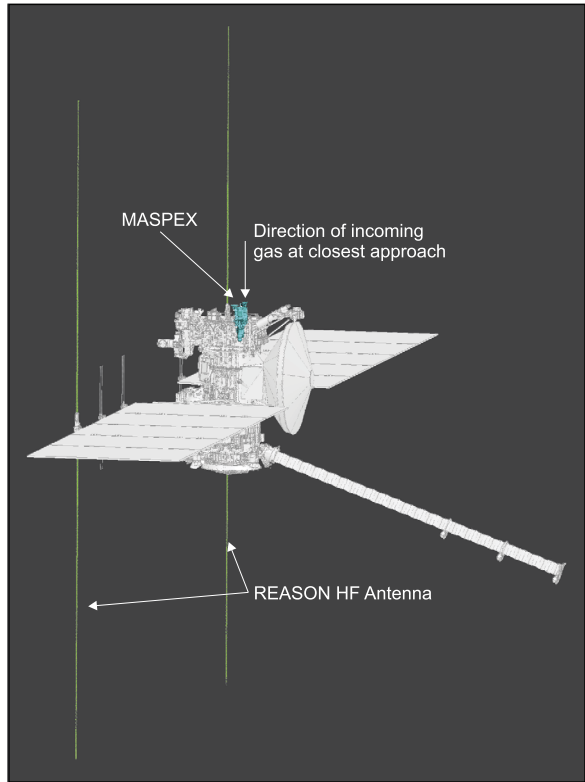 MASPEX
Direction of incoming
gas at closest approach
REASON HF Antenna